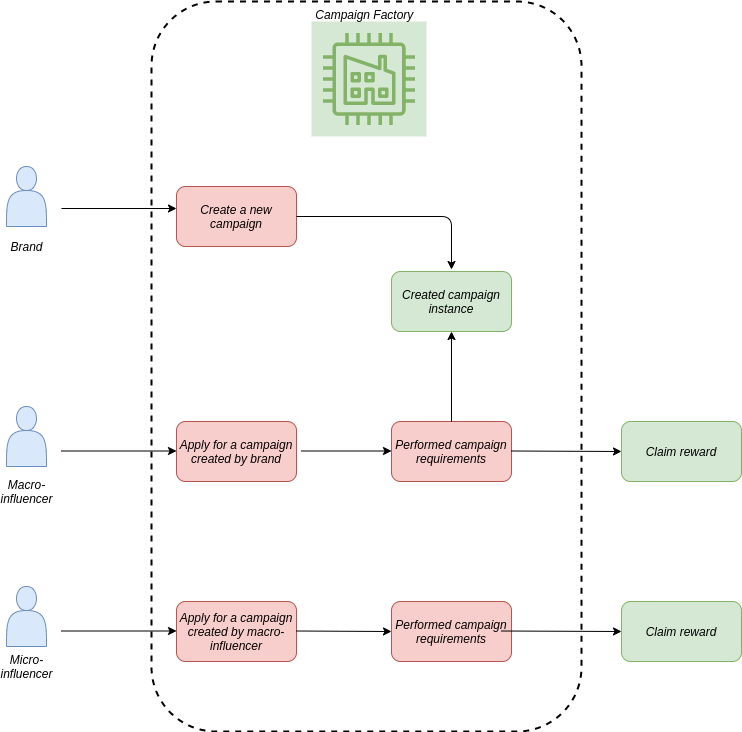 Campaign Factory
Create a new
campaign
Brand
Created campaign
instance
Apply for a campaign
created by brand
Performed campaign
requirements
Claim reward
Macro-
influencer
Apply for a campaign
created by macro-
influencer
Performed campaign
requirements
Claim reward
Micro-
influencer